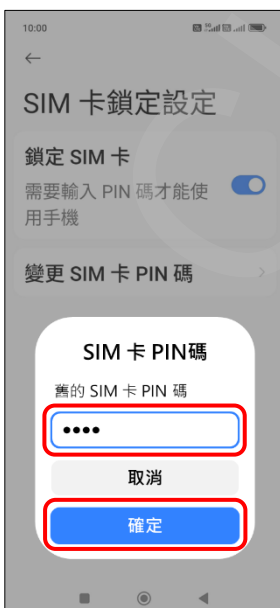 10:00
SIM 卡鎖定設定
鎖定 SIM 卡
需要輸入 PIN 碼才能使
用手機
變更 SIM 卡 PIN 碼
SIM 卡 PIN碼
舊的 SIM 卡 PIN 碼
••••
取消
確定